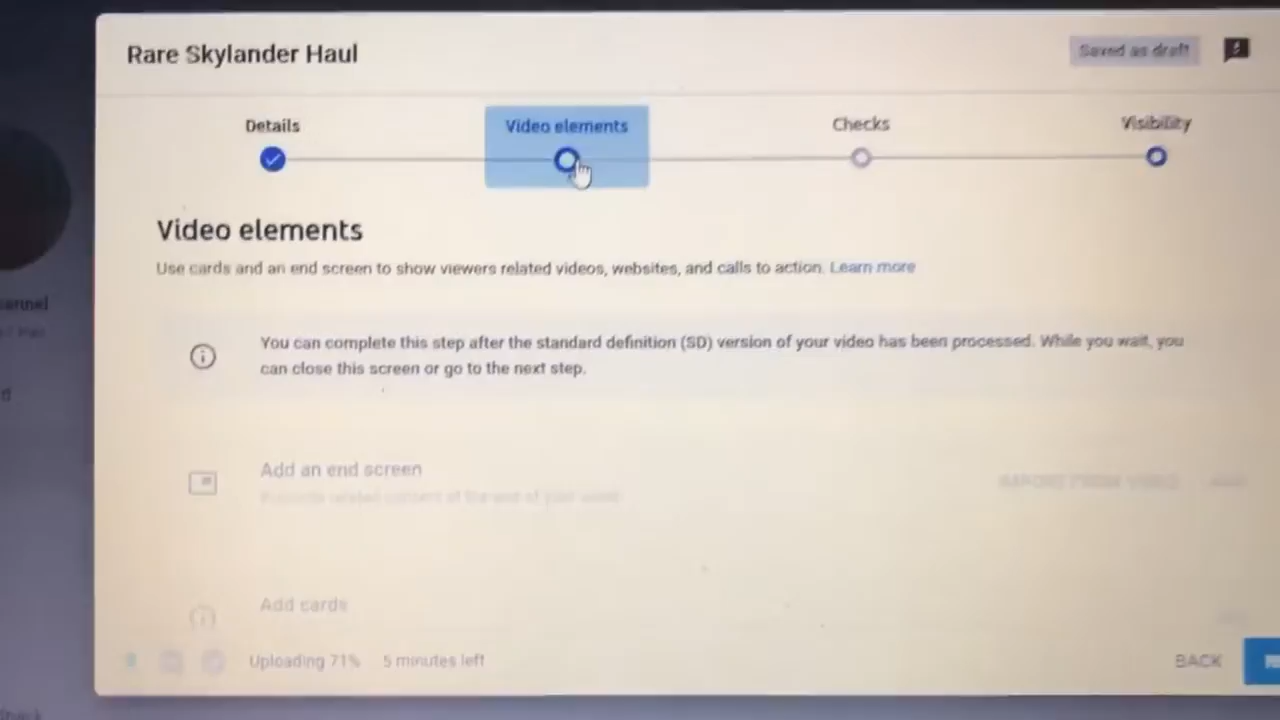 Rare Skylander Haul
Saved as draft
Details
Video elements
Checks
Visibility
Video elements
Use cards and an end screen to show viewers related videos, websites, and calls to action. Learn more
You can complete this step after the standard definition (SD) version of your video has been processed. While you wait, you
can close this screen or go to the next step.
Add an end screen
Add cards
Uploading 71%
5 minutes left
BACK